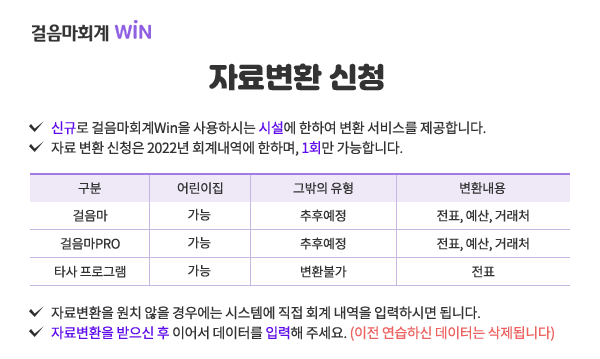 걸음마회계 WiN
자료변환 신청
신규로 걸음마회계Win을 사용하시는 시설에 한하여 변환 서비스를 제공합니다.
자료 변환 신청은 2022년 회계내역에 한하며, 1회만 가능합니다.
구분 어린이집 그밖의 유형 변환내용
걸음마 가능 추후예정 전표, 예산, 거래처
걸음마PRO 가능 추후예정 전표, 예산, 거래처
타사 프로그램 가능 변환불가 전표
자료변환을 원치 않을 경우에는 시스템에 직접 회계 내역을 입력하시면 됩니다.
자료변환을 받으신 후 이어서 데이터를 입력해 주세요. (이전 연습하신 데이터는 삭제됩니다)